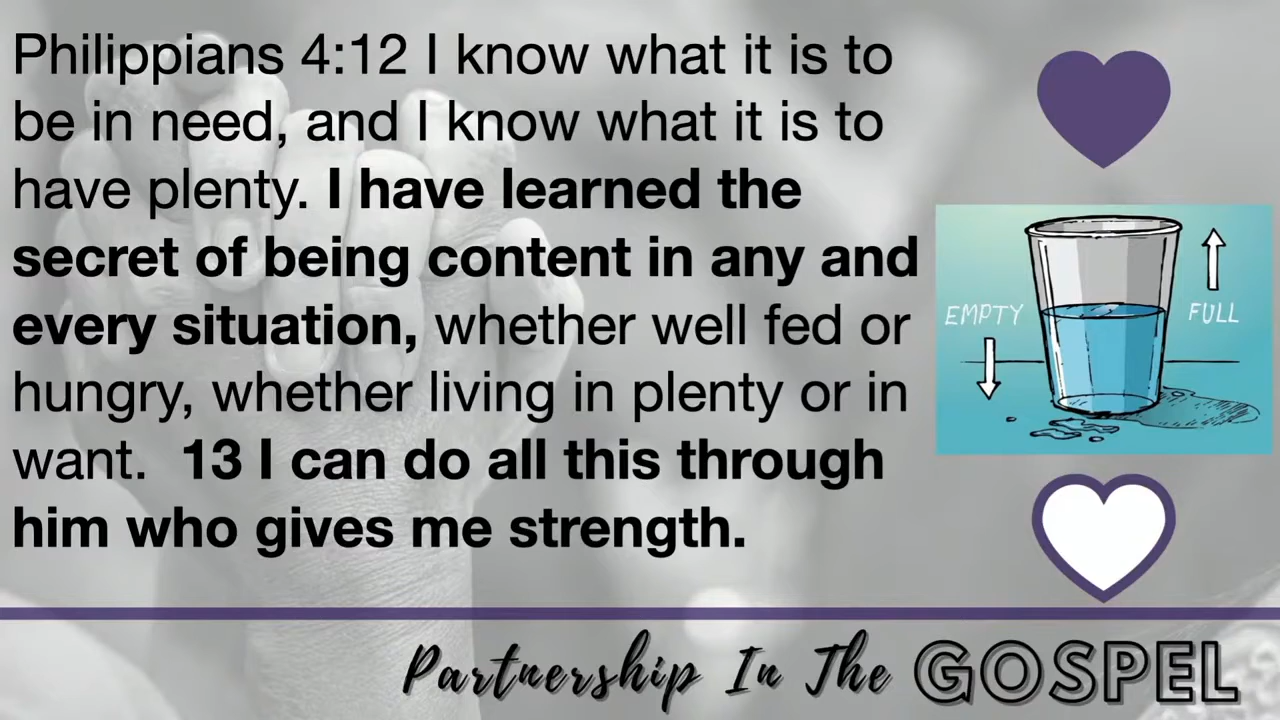 Philippians 4:12 I know what it is to
be in need, and I know what it is to
have plenty. I have learned the
secret of being content in any and
every situation, whether well fed or
hungry, whether living in plenty or in
want.  13 I can do all this through
him who gives me strength.
EMPTY
FULL
Partnership In The GOSPEL